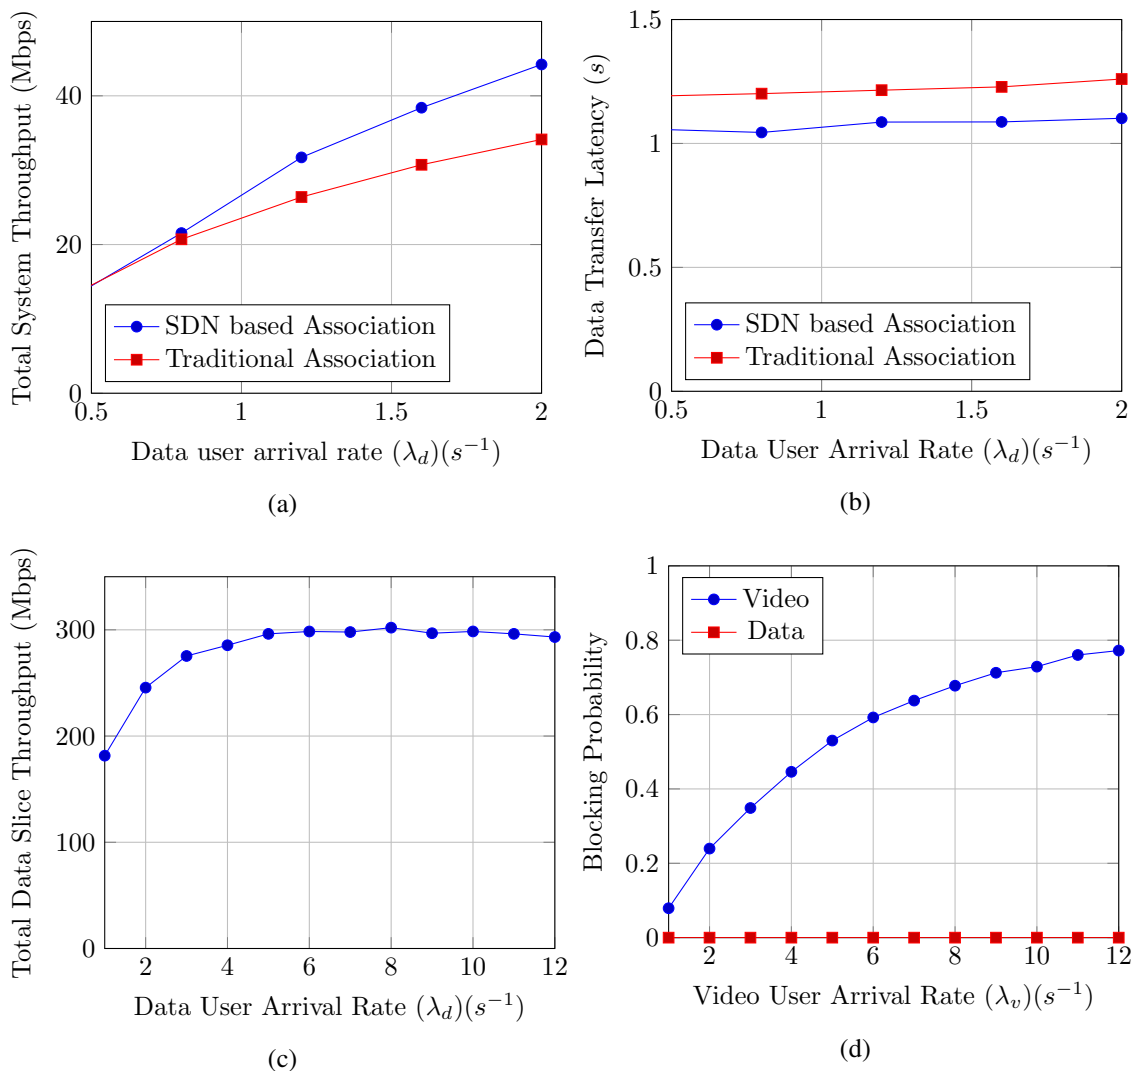 Total System Throughput (Mbps)
40
20
0
0.5 1 1.5 2
SDN based Association
Traditional Association
Data user arrival rate (λ_d)(s⁻¹)
(a)
Data Transfer Latency (s)
1.5
1
0.5
0
0.5 1 1.5 2
SDN based Association
Traditional Association
Data User Arrival Rate (λ_d)(s⁻¹)
(b)
Total Data Slice Throughput (Mbps)
300
200
100
0
2 4 6 8 10 12
Data User Arrival Rate (λ_d)(s⁻¹)
(c)
Blocking Probability
1
0.8
0.6
0.4
0.2
0
2 4 6 8 10 12
Video
Data
Video User Arrival Rate (λ_v)(s⁻¹)
(d)